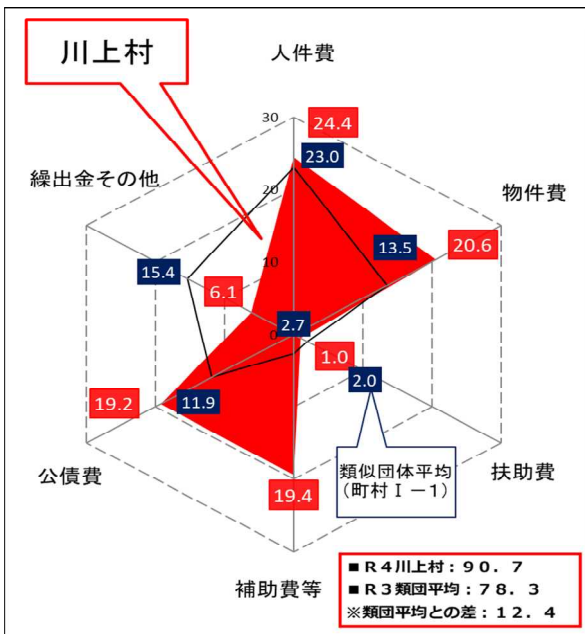 川上村
人件費
30
24.4
23.0
繰出金その他
20
物件費
13.5
20.6
15.4
10
6.1
2.7
0
1.0
2.0
19.2
11.9
類似団体平均
(町村Ⅰ－1)
公債費
扶助費
19.4
補助費等
■R4川上村：90.7
■R3類団平均：78.3
※類団平均との差：12.4